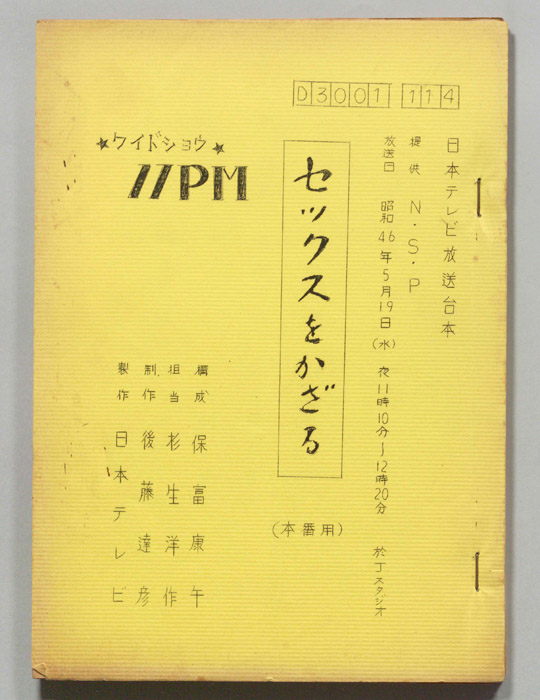 D3001 114
日本テレビ放送台本
提供 N・S・P
放送日 昭和46年5月19日(水) 夜11時10分～12時20分 於Tスタジオ
セックスをかざる
(本番用)
★ワイドショウ★
11PM
構成 保富康午
担当 杉生洋作
制作 後藤達彦
製作 日本テレビ